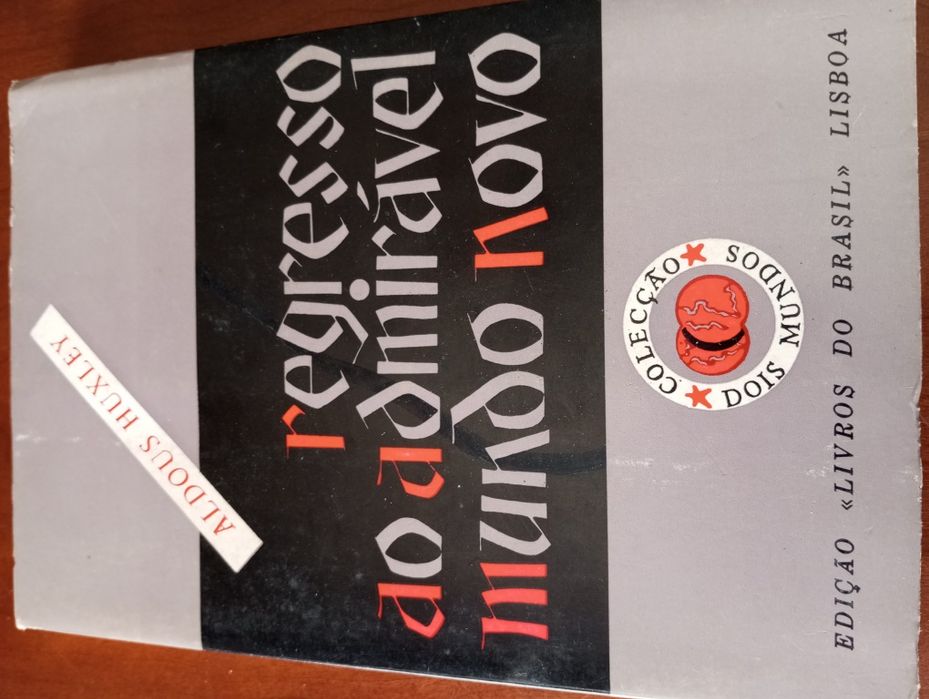 ALDOUS HUXLEY
regresso
ao admirável
mundo novo
COLECÇÃO
DOIS MUNDOS
EDIÇÃO «LIVROS DO BRASIL» LISBOA